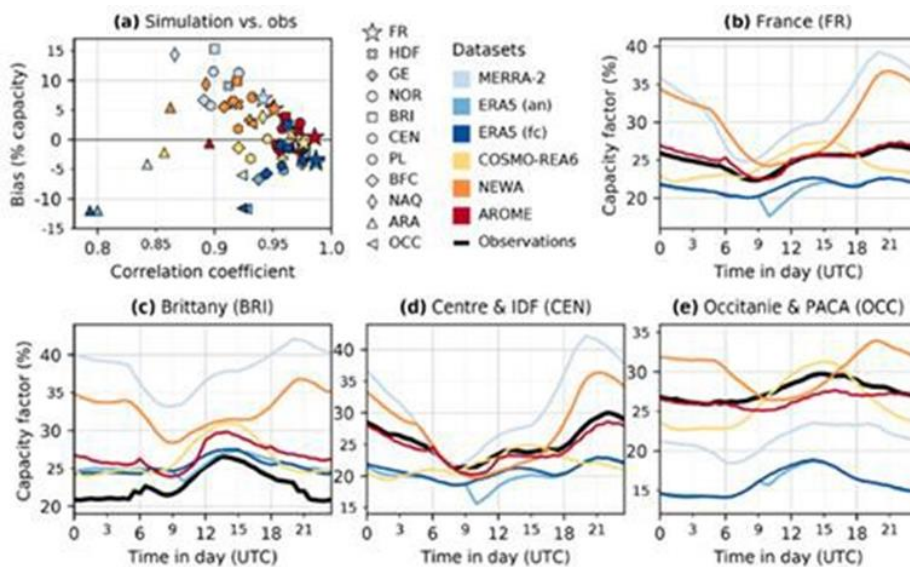 (a) Simulation vs. obs
Bias (% capacity)
15
10
5
0
-5
-10
-15
0.8
0.85
0.9
0.95
1.0
Correlation coefficient
FR
HDF
GE
NOR
BRI
CEN
PL
BFC
NAQ
ARA
OCC
Datasets
MERRA-2
ERA5 (an)
ERA5 (fc)
COSMO-REA6
NEWA
AROME
Observations
(b) France (FR)
Capacity factor (%)
40
35
30
25
20
0 3 6 9 12 15 18 21
Time in day (UTC)
(c) Brittany (BRI)
Capacity factor (%)
40
35
30
25
20
0 3 6 9 12 15 18 21
Time in day (UTC)
(d) Centre & IDF (CEN)
40
35
30
25
20
15
0 3 6 9 12 15 18 21
Time in day (UTC)
(e) Occitanie & PACA (OCC)
35
30
25
20
15
0 3 6 9 12 15 18 21
Time in day (UTC)